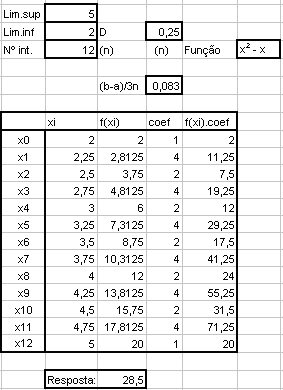 Lim.sup 5
Lim.inf 2 D 0,25
Nº int. 12 (n) (n) Função x² - x
(b-a)/3n 0,083
xi f(xi) coef f(xi).coef
x0 2 2 1 2
x1 2,25 2,8125 4 11,25
x2 2,5 3,75 2 7,5
x3 2,75 4,8125 4 19,25
x4 3 6 2 12
x5 3,25 7,3125 4 29,25
x6 3,5 8,75 2 17,5
x7 3,75 10,3125 4 41,25
x8 4 12 2 24
x9 4,25 13,8125 4 55,25
x10 4,5 15,75 2 31,5
x11 4,75 17,8125 4 71,25
x12 5 20 1 20
Resposta: 28,5